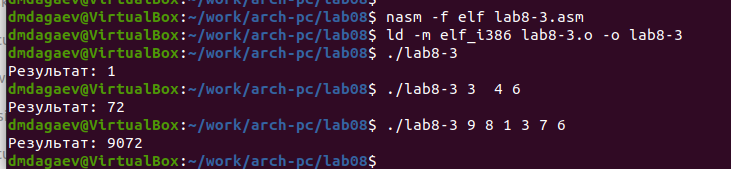 dmdagaev@VirtualBox:~/work/arch-pc/lab08$ nasm -f elf lab8-3.asm
dmdagaev@VirtualBox:~/work/arch-pc/lab08$ ld -m elf_i386 lab8-3.o -o lab8-3
dmdagaev@VirtualBox:~/work/arch-pc/lab08$ ./lab8-3
Результат: 1
dmdagaev@VirtualBox:~/work/arch-pc/lab08$ ./lab8-3 3  4 6
Результат: 72
dmdagaev@VirtualBox:~/work/arch-pc/lab08$ ./lab8-3 9 8 1 3 7 6
Результат: 9072
dmdagaev@VirtualBox:~/work/arch-pc/lab08$